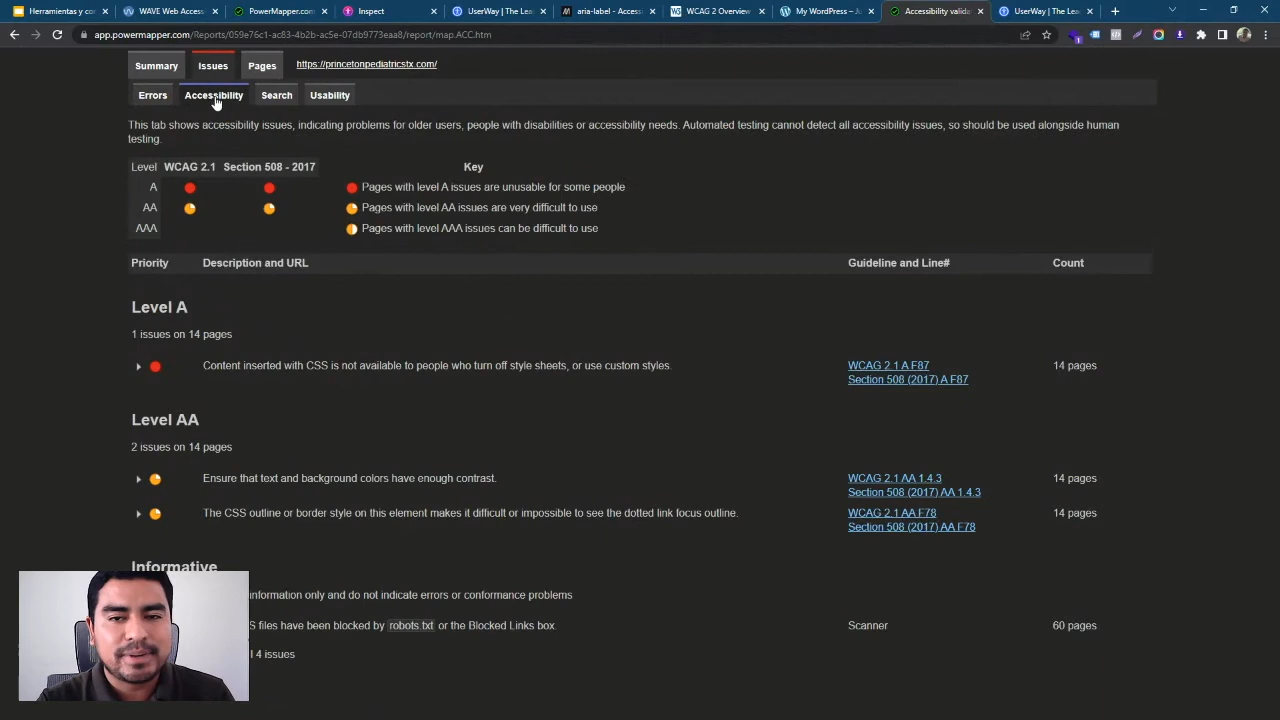 Herramientas y co
WAVE Web Access
PowerMapper.com
Inspect
UserWay | The Lea
aria-label - Access
WCAG 2 Overview
My WordPress – Ju
Accessibility valida
UserWay | The Lea
app.powermapper.com/Reports/059e76c1-ac83-4b2b-ac5e-07db9773eaa8/report/map.ACC.htm
Summary Issues Pages https://princetonpediatricstx.com/
Errors Accessibility Search Usability
This tab shows accessibility issues, indicating problems for older users, people with disabilities or accessibility needs. Automated testing cannot detect all accessibility issues, so should be used alongside human
testing.
Level WCAG 2.1 Section 508 - 2017 Key
A Pages with level A issues are unusable for some people
AA Pages with level AA issues are very difficult to use
AAA Pages with level AAA issues can be difficult to use
Priority Description and URL Guideline and Line# Count
Level A
1 issues on 14 pages
Content inserted with CSS is not available to people who turn off style sheets, or use custom styles. WCAG 2.1 A F87 14 pages
Section 508 (2017) A F87
Level AA
2 issues on 14 pages
Ensure that text and background colors have enough contrast. WCAG 2.1 AA 1.4.3 14 pages
Section 508 (2017) AA 1.4.3
The CSS outline or border style on this element makes it difficult or impossible to see the dotted link focus outline. WCAG 2.1 AA F78 14 pages
Section 508 (2017) AA F78
Informative
information only and do not indicate errors or conformance problems
S files have been blocked by robots.txt or the Blocked Links box. Scanner 60 pages
4 issues